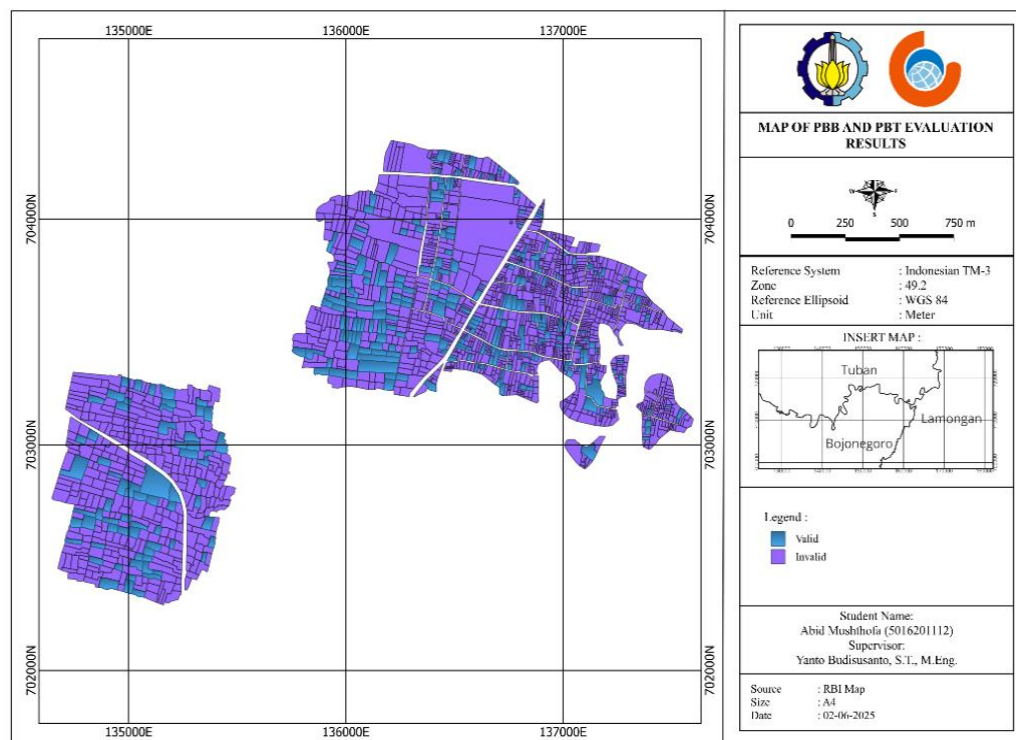 135000E 136000E 137000E
704000N 704000N
703000N 703000N
702000N 702000N
135000E 136000E 137000E
MAP OF PBB AND PBT EVALUATION
RESULTS
0 250 500 750 m
Reference System : Indonesian TM-3
Zone : 49.2
Reference Ellipsoid : WGS 84
Unit : Meter
INSERT MAP :
Tuban
Lamongan
Bojonegoro
Legend :
Valid
Invalid
Student Name:
Abid Mushthofa (5016201112)
Supervisor:
Yanto Budisusanto, S.T., M.Eng.
Source : RBI Map
Size : A4
Date : 02-06-2025